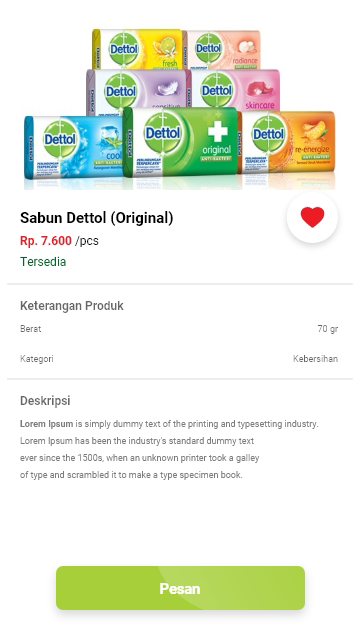 Dettol
fresh
Dettol
radiance
Dettol
sensitive
Dettol
skincare
Dettol
cool
Dettol
original
ANTI-BACTERI
Dettol
re-energize
Sabun Dettol (Original)
Rp. 7.600 /pcs
Tersedia
Keterangan Produk
Berat 70 gr
Kategori Kebersihan
Deskripsi
Lorem Ipsum is simply dummy text of the printing and typesetting industry.
Lorem Ipsum has been the industry's standard dummy text
ever since the 1500s, when an unknown printer took a galley
of type and scrambled it to make a type specimen book.
Pesan